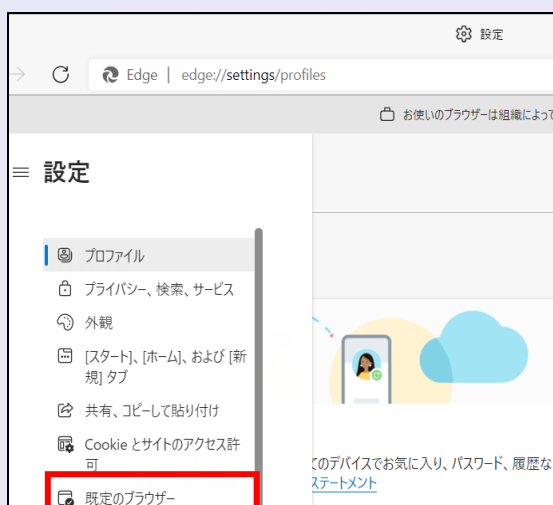 設定
Edge | edge://settings/profiles
お使いのブラウザーは組織によって
設定
プロファイル
プライバシー、検索、サービス
外観
[スタート]、[ホーム]、および [新
規] タブ
共有、コピーして貼り付け
Cookie とサイトのアクセス許
可
既定のブラウザー
てのデバイスでお気に入り、パスワード、履歴な
ステートメント